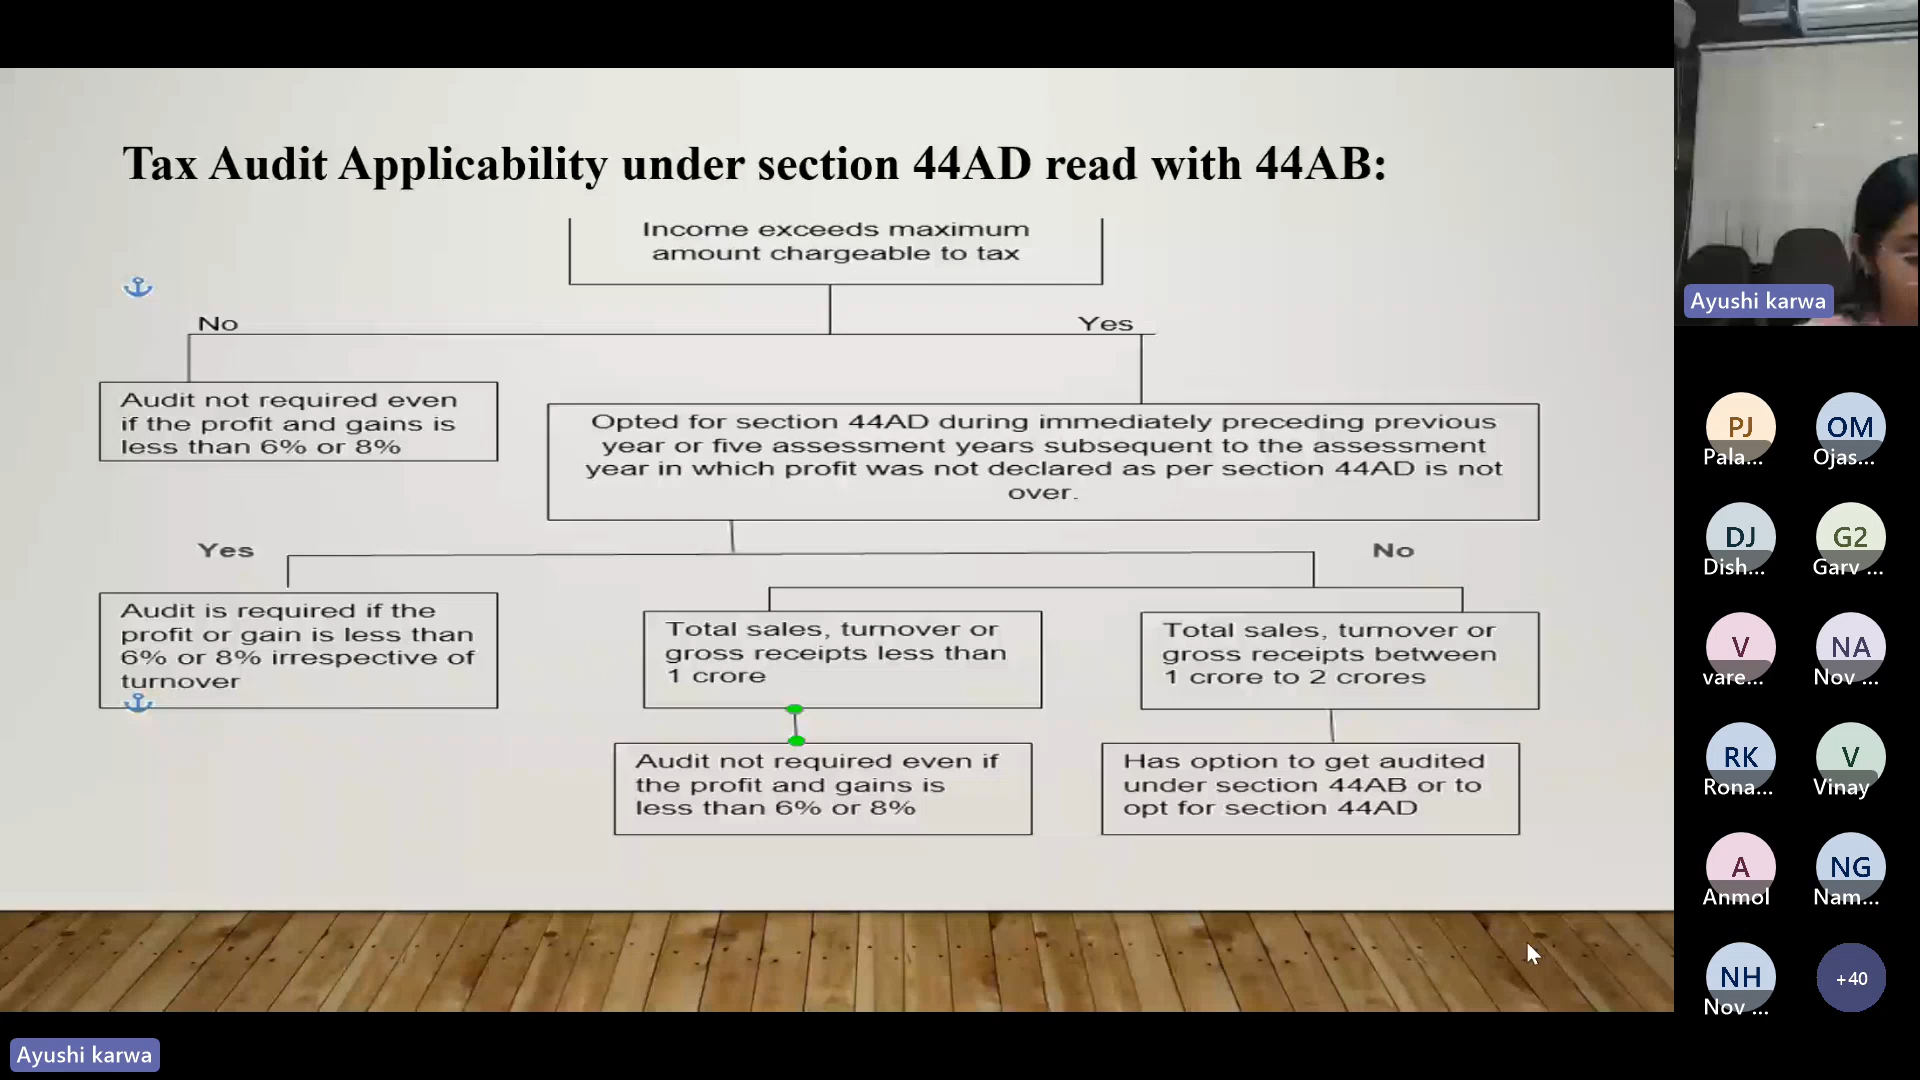 Tax Audit Applicability under section 44AD read with 44AB:
Income exceeds maximum
amount chargeable to tax
No
Yes
Audit not required even
if the profit and gains is
less than 6% or 8%
Opted for section 44AD during immediately preceding previous
year or five assessment years subsequent to the assessment
year in which profit was not declared as per section 44AD is not
over.
Yes
No
Audit is required if the
profit or gain is less than
6% or 8% irrespective of
turnover
Total sales, turnover or
gross receipts less than
1 crore
Total sales, turnover or
gross receipts between
1 crore to 2 crores
Audit not required even if
the profit and gains is
less than 6% or 8%
Has option to get audited
under section 44AB or to
opt for section 44AD
Ayushi karwa
PJ
Pala...
OM
Ojas...
DJ
Dish...
G2
Garv ...
V
vare...
NA
Nov ...
RK
Rona...
V
Vinay
A
Anmol
NG
Nam...
NH
Nov ...
+40
Ayushi karwa